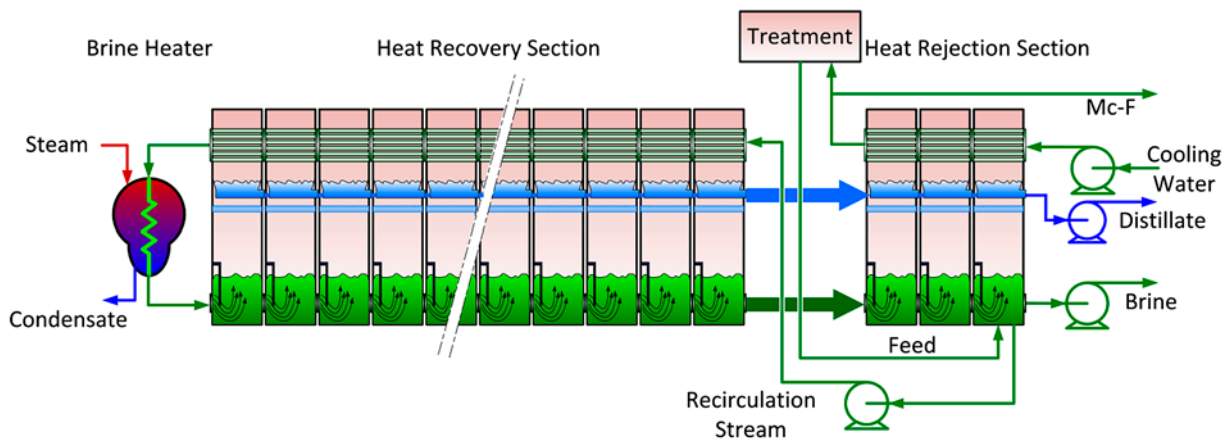 Brine Heater
Heat Recovery Section
Treatment
Heat Rejection Section
Mc-F
Steam
Cooling
Water
Distillate
Condensate
Brine
Feed
Recirculation
Stream